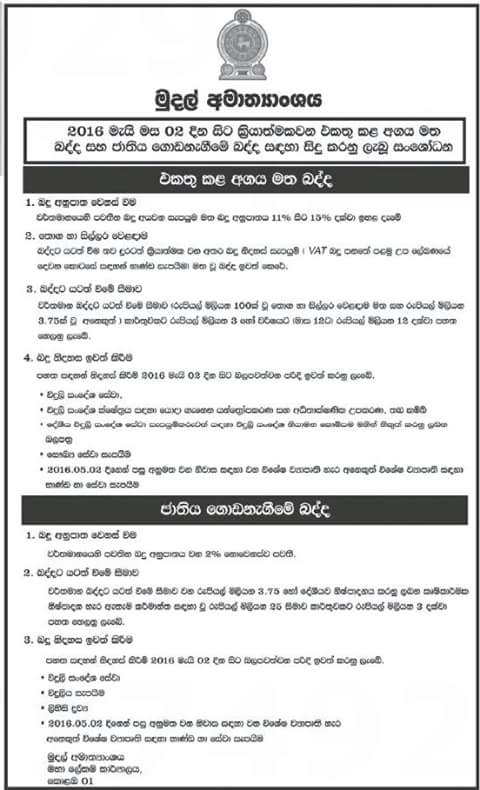 මුදල් අමාත්‍යාංශය
2016 මැයි මස 02 දින සිට ක්‍රියාත්මකවන එකතු කළ අගය මත
බද්ද සහ ජාතිය ගොඩනැගීමේ බද්ද සඳහා සිදු කරනු ලැබූ සංශෝධන
එකතු කළ අගය මත බද්ද
1. බදු අනුපාත වෙනස් වීම
වර්තමානයෙහි පවතින බදු අයවන සැපයුම් මත බදු අනුපාතය 11% සිට 15% දක්වා ඉහළ දැමේ
2. තොග හා සිල්ලර වෙළඳාම
බද්දට යටත් වීම තව දුරටත් ක්‍රියාත්මක වන අතර බදු නිදහස් සැපයුම් ( VAT බදු පනතේ පළමු උප ලේඛණයේ
දෙවන කොටසේ සඳහන් භාණ්ඩ සැපයීම්) මත වූ බද්ද ඉවත් කෙරේ.
3. බද්දට යටත් වීමේ සීමාව
වර්තමාන බද්දට යටත් වීමේ සීමාව (රුපියල් මිලියන 100ක් වූ තොග හා සිල්ලර වෙළඳාම මත සහ රුපියල් මිලියන
3.75ක් වූ අනෙකුත් ) කාර්තුවකට රුපියල් මිලියන 3 හෝ වර්ෂයට (මාස 12ට) රුපියල් මිලියන 12 දක්වා පහත
හෙලනු ලැබේ.
4. බදු නිදහස ඉවත් කිරීම
පහත සඳහන් නිදහස් කිරීම් 2016 මැයි 02 දින සිට බලපවත්වන පරිදි ඉවත් කරනු ලැබේ.
• විදුලි සංදේශ සේවා,
• විදුලි සංදේශ ක්ෂේත්‍රය සඳහා යොදා ගැනෙන යන්ත්‍රෝපකරණ සහ අධිතාක්ෂණික උපකරණ, තඹ කම්බි
• දේශීය විදුලි සංදේශ සේවා සැපයුම්කරුවන් සඳහා විදුලි සංදේශ නියාමන කොමිසම මගින් නිකුත් කරනු ලබන
බලපත්‍ර
• සෞඛ්‍ය සේවා සැපයීම්
• 2016.05.02 දිනෙන් පසු අනුමත වන නිවාස සඳහා වන විශේෂ ව්‍යාපෘති හැර අනෙකුත් විශේෂ ව්‍යාපෘති සඳහා
භාණ්ඩ හා සේවා සැපයීම්
ජාතිය ගොඩනැගීමේ බද්ද
1. බදු අනුපාත වෙනස් වීම
වර්තමානයෙහි පවතින බදු අනුපාතය වන 2% නොවෙනස්ව පවතී.
2. බද්දට යටත් වීමේ සීමාව
වර්තමාන බද්දට යටත් වීමේ සීමාව වන රුපියල් මිලියන 3.75 හෝ දේශීයව නිෂ්පාදනය කරනු ලබන කෘෂිකාර්මික
නිෂ්පාදන හැර ඇතැම් කර්මාන්ත සඳහා වූ රුපියල් මිලියන 25 සීමාව කාර්තුවකට රුපියල් මිලියන 3 දක්වා
පහත හෙලනු ලැබේ.
3. බදු නිදහස ඉවත් කිරීම
පහත සඳහන් නිදහස් කිරීම් 2016 මැයි 02 දින සිට බලපවත්වන පරිදි ඉවත් කරනු ලැබේ.
• විදුලි සංදේශ සේවා
• විදුලිය සැපයීම්
• ලිහිසි ද්‍රව්‍ය
• 2016.05.02 දිනෙන් පසු අනුමත වන නිවාස සඳහා වන විශේෂ ව්‍යාපෘති හැර
අනෙකුත් විශේෂ ව්‍යාපෘති සඳහා භාණ්ඩ හා සේවා සැපයීම්
මුදල් අමාත්‍යාංශය
මහා ලේකම් කාර්යාලය,
කොළඹ 01